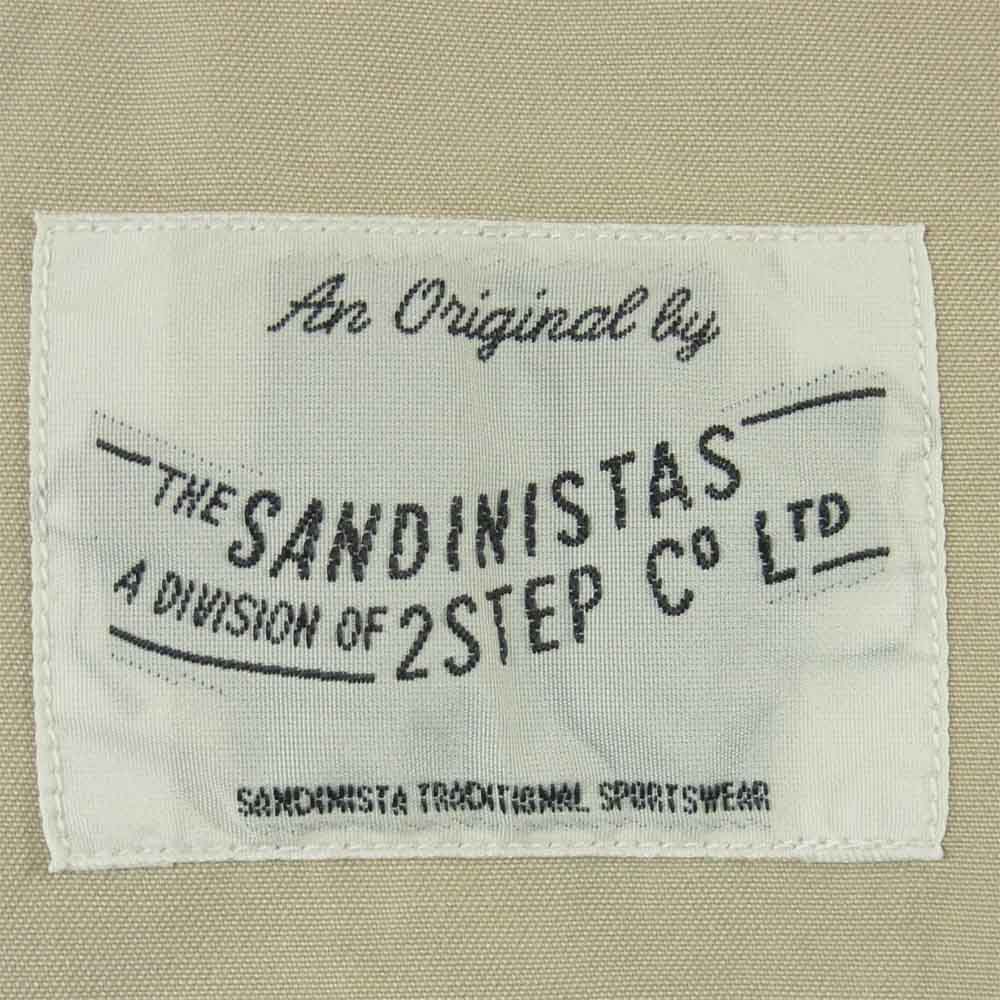 An Original by
THE SANDINISTAS
A DIVISION OF 2STEP Co LTD
SANDINISTA TRADITIONAL SPORTSWEAR